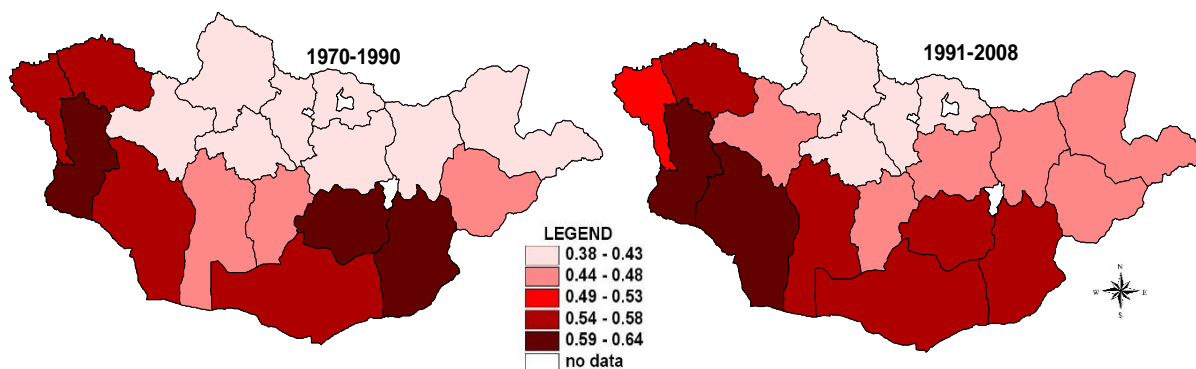 1970-1990
1991-2008
LEGEND
0.38 - 0.43
0.44 - 0.48
0.49 - 0.53
0.54 - 0.58
0.59 - 0.64
no data
N
W E
S